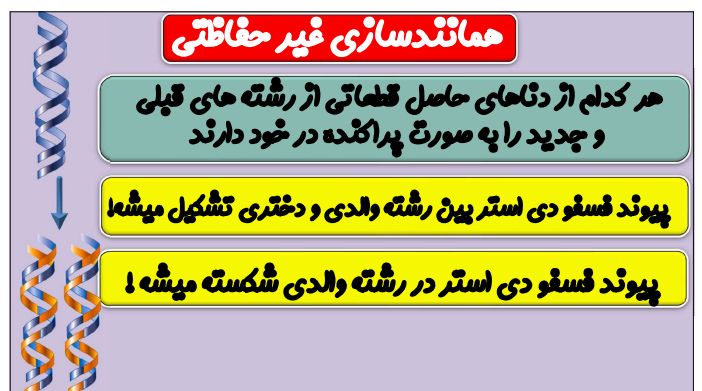 همانندسازی غیر حفاظتی
هر کدام از دناهای حاصل قطعاتی از رشته های قبلی
و جدید را به صورت پراکنده در خود دارند
پیوند فسفو دی استر بین رشته والدی و دختری تشکیل میشه!
پیوند فسفو دی استر در رشته والدی شکسته میشه !